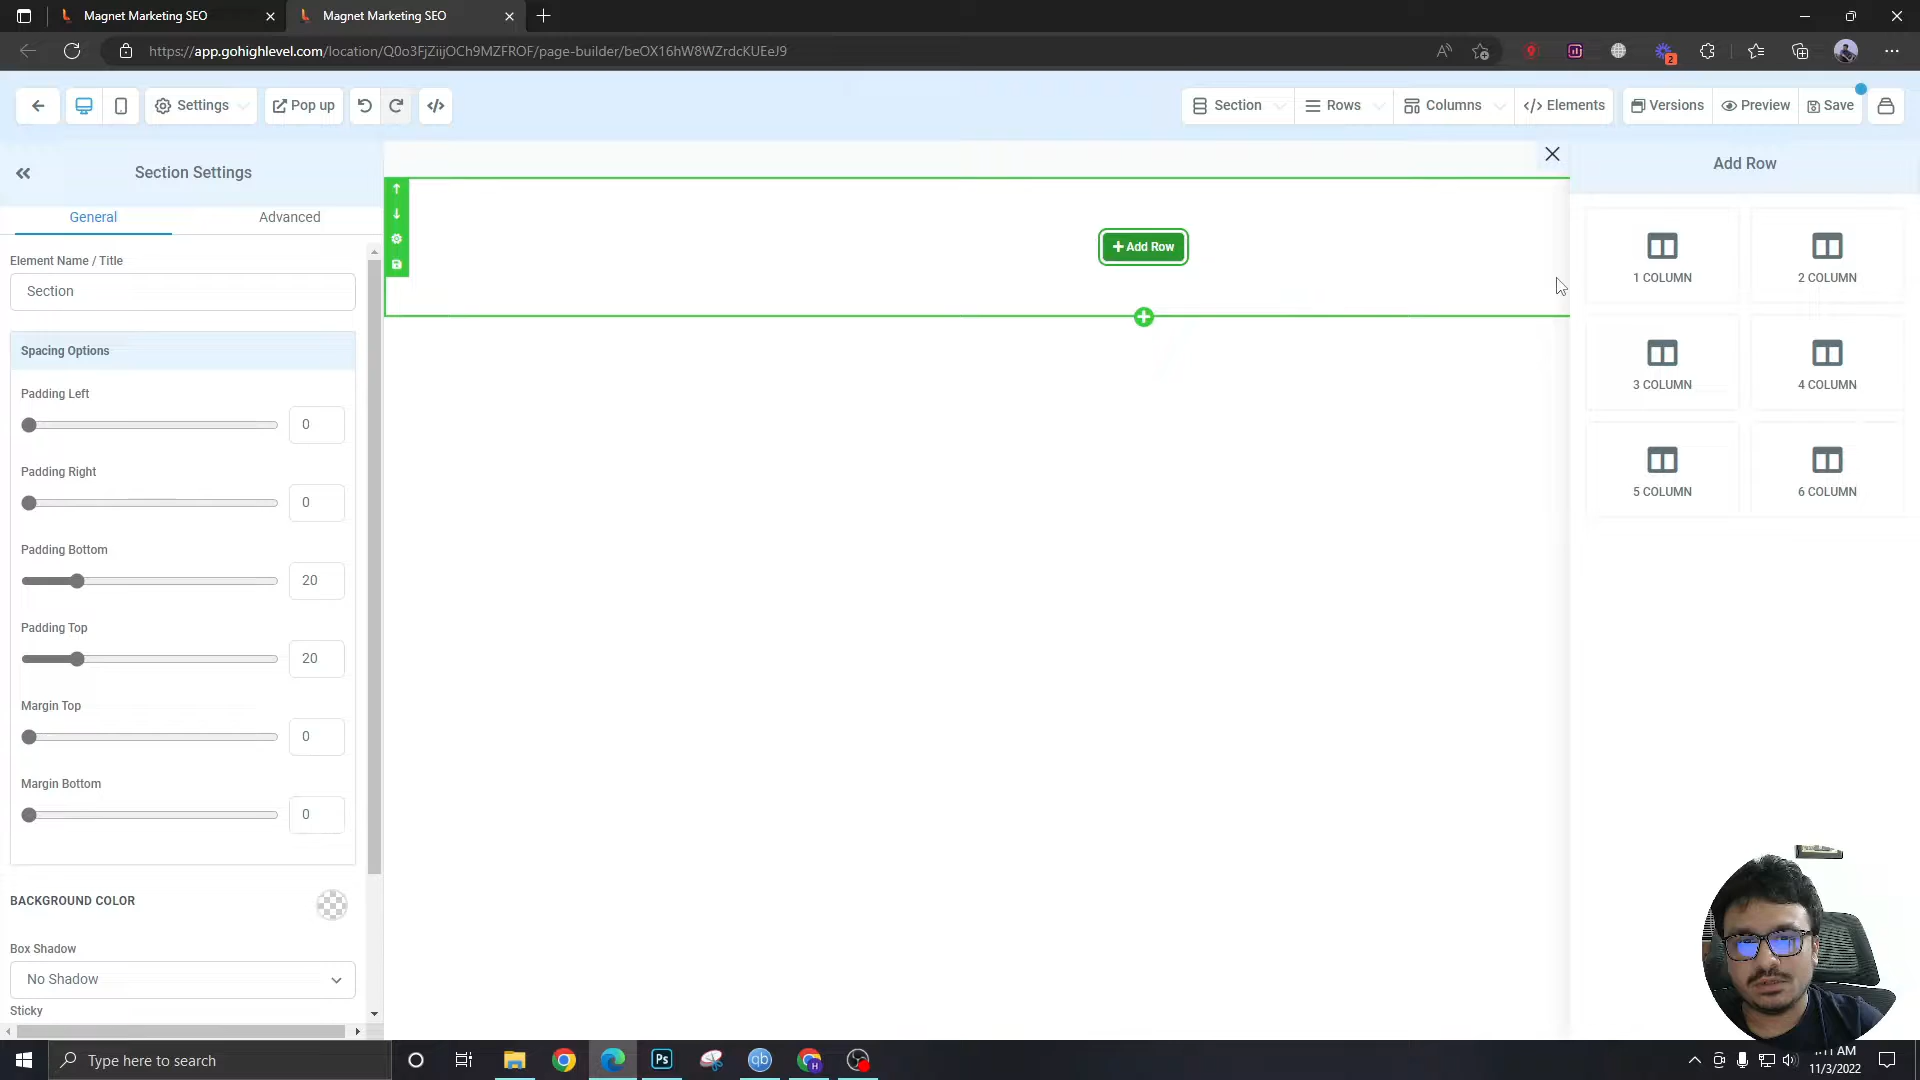 Magnet Marketing SEO
Magnet Marketing SEO
https://app.gohighlevel.com/location/Q0o3FjZiijOCh9MZFROF/page-builder/beOX16hW8WZrdcKUEeJ9
2
Settings
Pop up
Section
Rows
Columns
Elements
Versions
Preview
Save
Section Settings
General
Advanced
Element Name / Title
Section
Spacing Options
Padding Left
0
Padding Right
0
Padding Bottom
20
Padding Top
20
Margin Top
0
Margin Bottom
0
BACKGROUND COLOR
Box Shadow
No Shadow
Sticky
Add Row
Add Row
1 COLUMN
2 COLUMN
3 COLUMN
4 COLUMN
5 COLUMN
6 COLUMN
Type here to search
Ps
qb
AM
11/3/2022